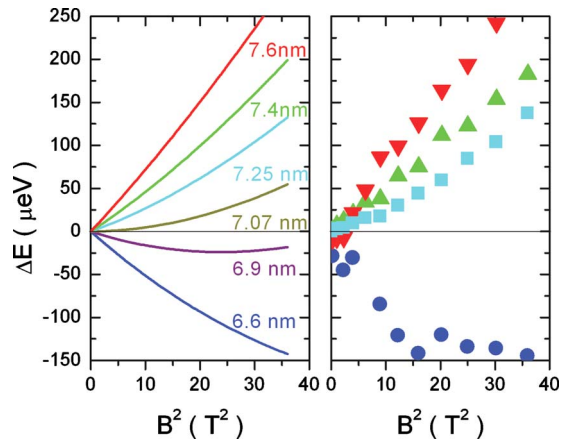 250
200
150
100
50
0
-50
-100
-150
ΔE ( μeV )
7.6nm
7.4nm
7.25 nm
7.07 nm
6.9 nm
6.6 nm
0 10 20 30 40
0 10 20 30 40
B² ( T² )
B² ( T² )